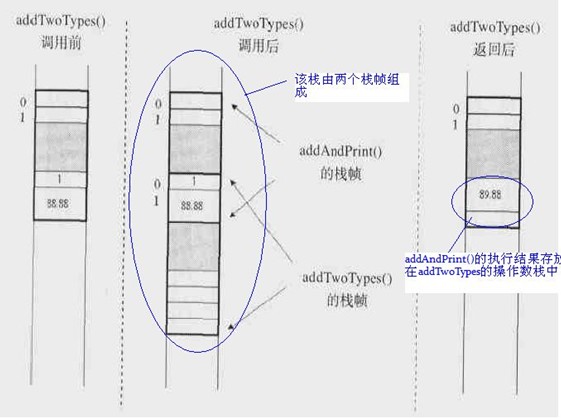 addTwoTypes()
调用前
0
1
1
88.88
addTwoTypes()
调用后
该栈由两个栈帧组
成
0
1
addAndPrint()
的栈帧
0
1
1
88.88
addTwoTypes()
的栈帧
addTwoTypes()
返回后
0
1
89.88
addAndPrint()的执行结果存放
在addTwoTypes的操作数栈中